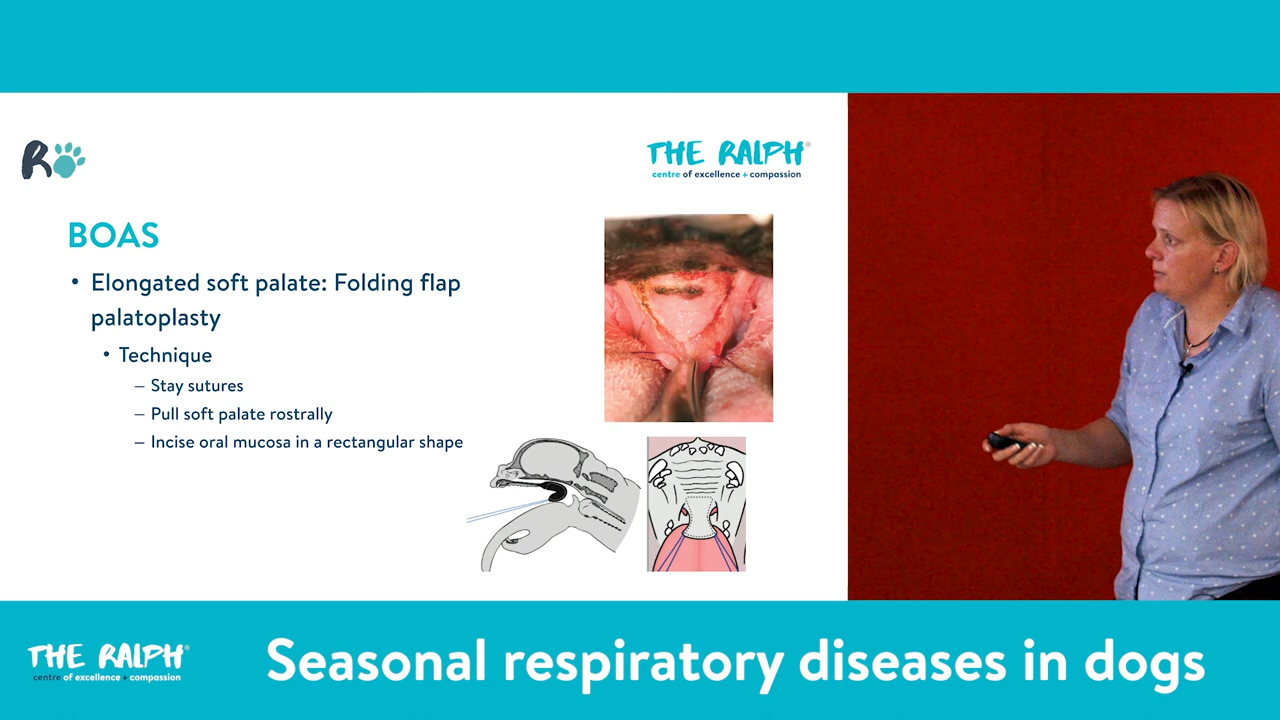 R
THE RALPH®
centre of excellence + compassion
BOAS
• Elongated soft palate: Folding flap
palatoplasty
• Technique
– Stay sutures
– Pull soft palate rostrally
– Incise oral mucosa in a rectangular shape
THE RALPH®
centre of excellence + compassion
Seasonal respiratory diseases in dogs